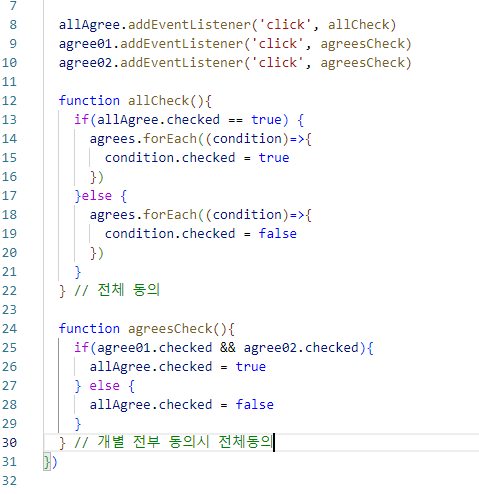 7
8 allAgree.addEventListener('click', allCheck)
9 agree01.addEventListener('click', agreesCheck)
10 agree02.addEventListener('click', agreesCheck)
11
12 function allCheck(){
13 if(allAgree.checked == true) {
14 agrees.forEach((condition)=>{
15 condition.checked = true
16 })
17 }else {
18 agrees.forEach((condition)=>{
19 condition.checked = false
20 })
21 }
22 } // 전체 동의
23
24 function agreesCheck(){
25 if(agree01.checked && agree02.checked){
26 allAgree.checked = true
27 } else {
28 allAgree.checked = false
29 }
30 } // 개별 전부 동의시 전체동의
31 })
32